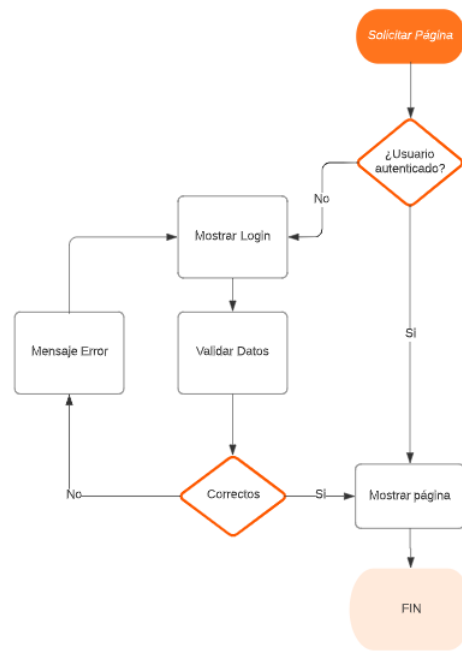 Solicitar Página
¿Usuario
autenticado?
No
Mostrar Login
Si
Mensaje Error
Validar Datos
No
Correctos
Si
Mostrar página
FIN